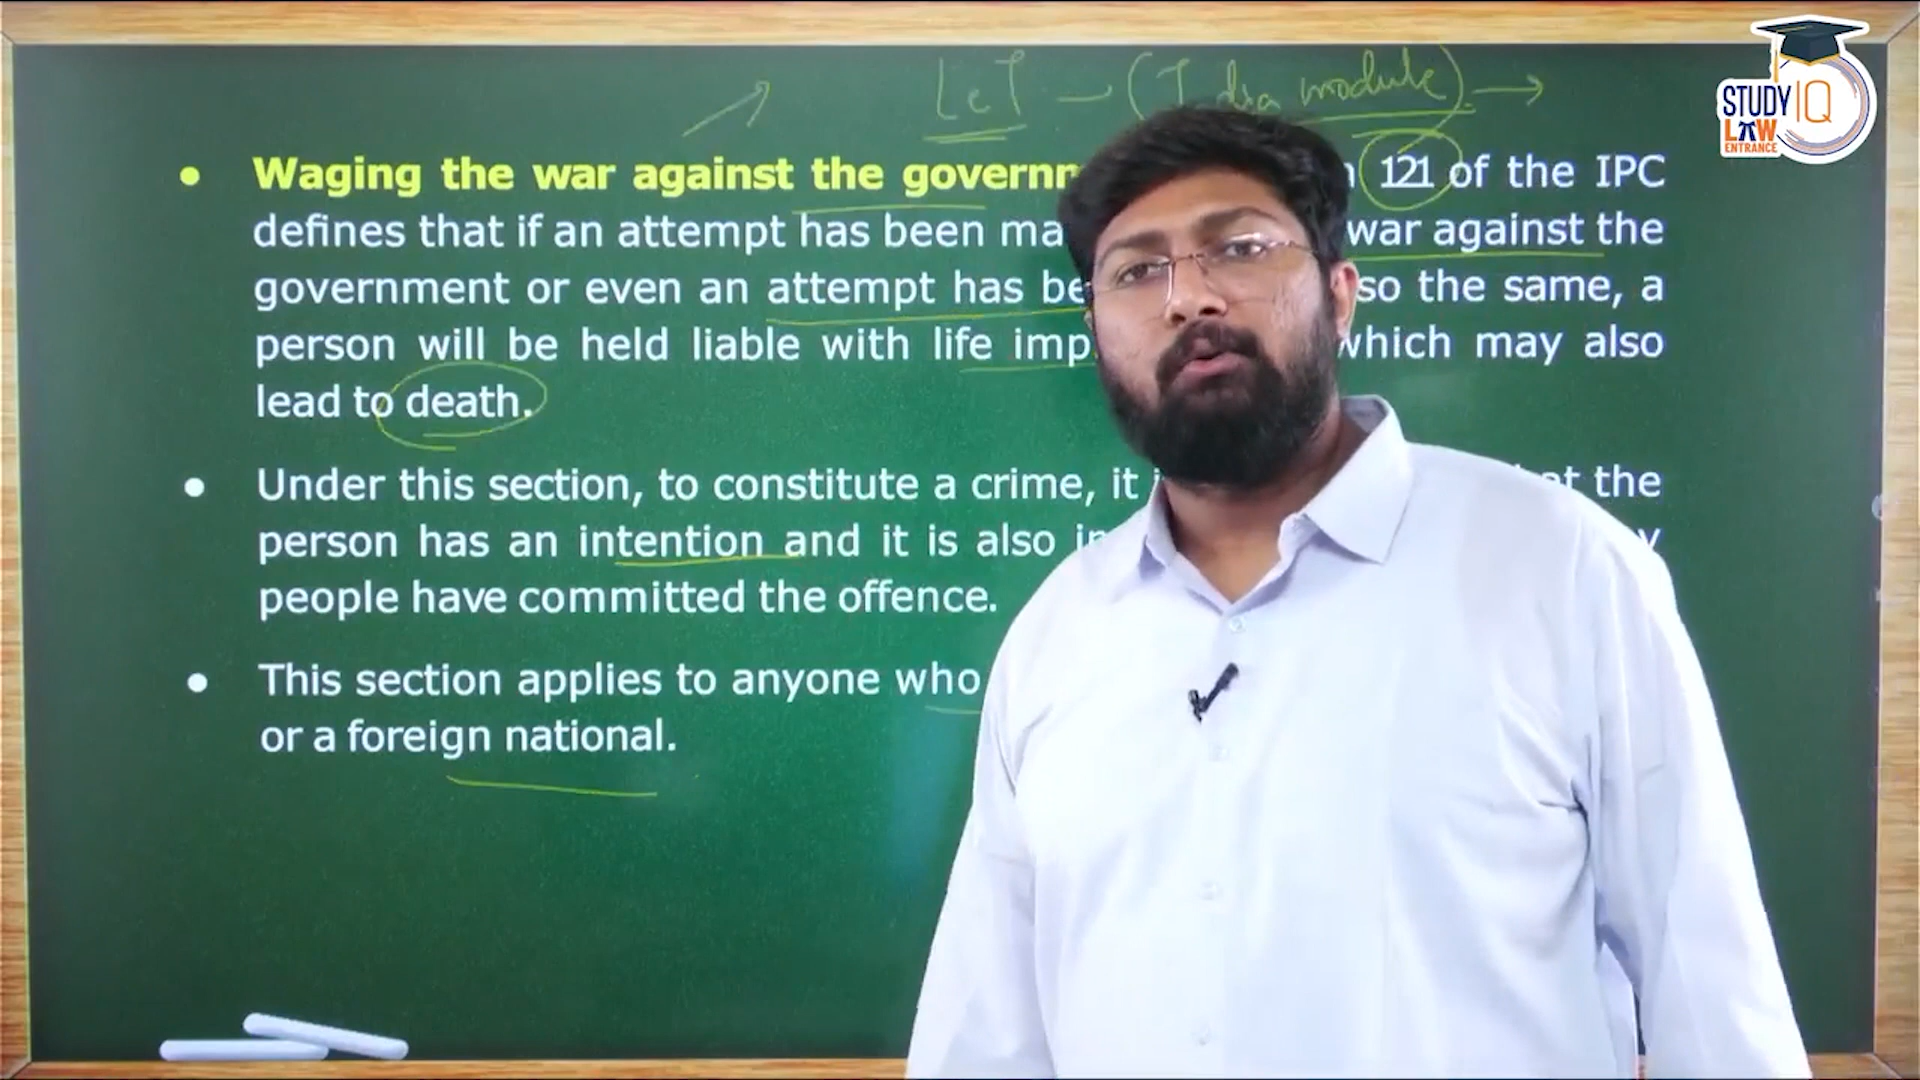 LeT – (India module) →
STUDY IQ
LAW
ENTRANCE
• Waging the war against the 121 of the IPC
defines that if an attempt has been war against the
government or even an attempt has so the same, a
person will be held liable with life which may also
lead to death.
• Under this section, to constitute a crime, it the
person has an intention and it is also
people have committed the offence.
• This section applies to anyone who
or a foreign national.